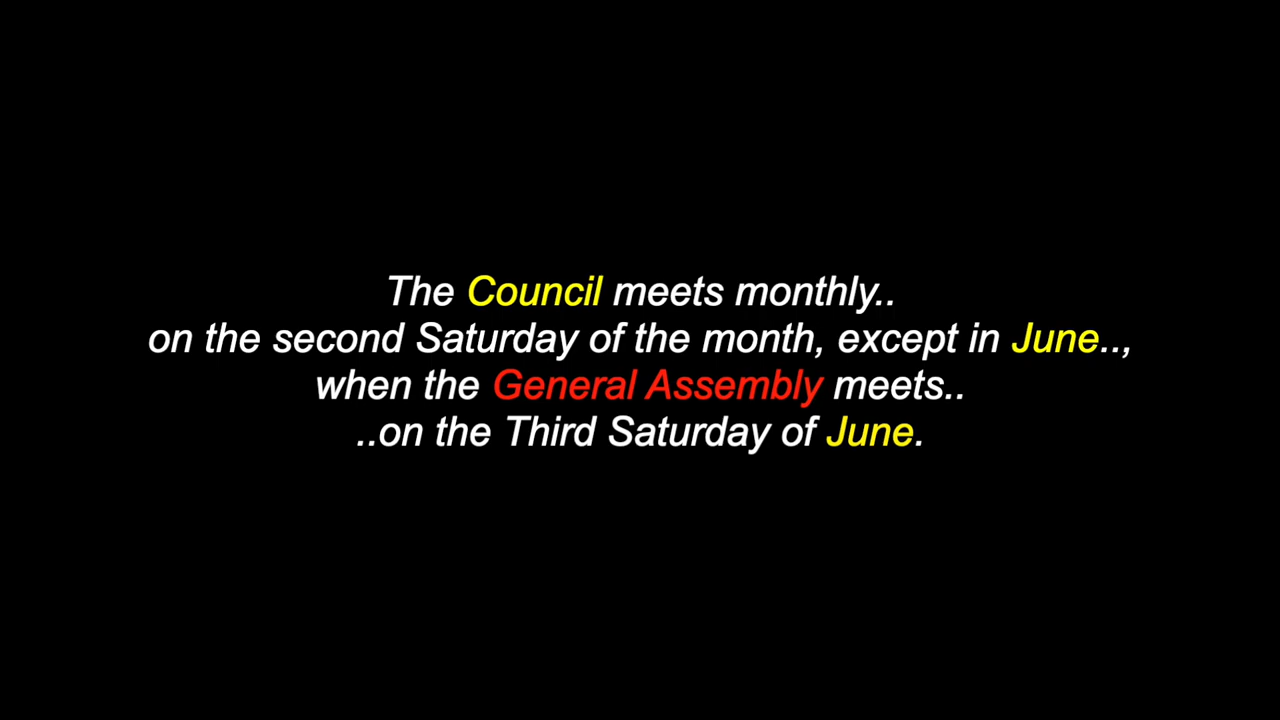 The Council meets monthly..
on the second Saturday of the month, except in June..,
when the General Assembly meets..
..on the Third Saturday of June.